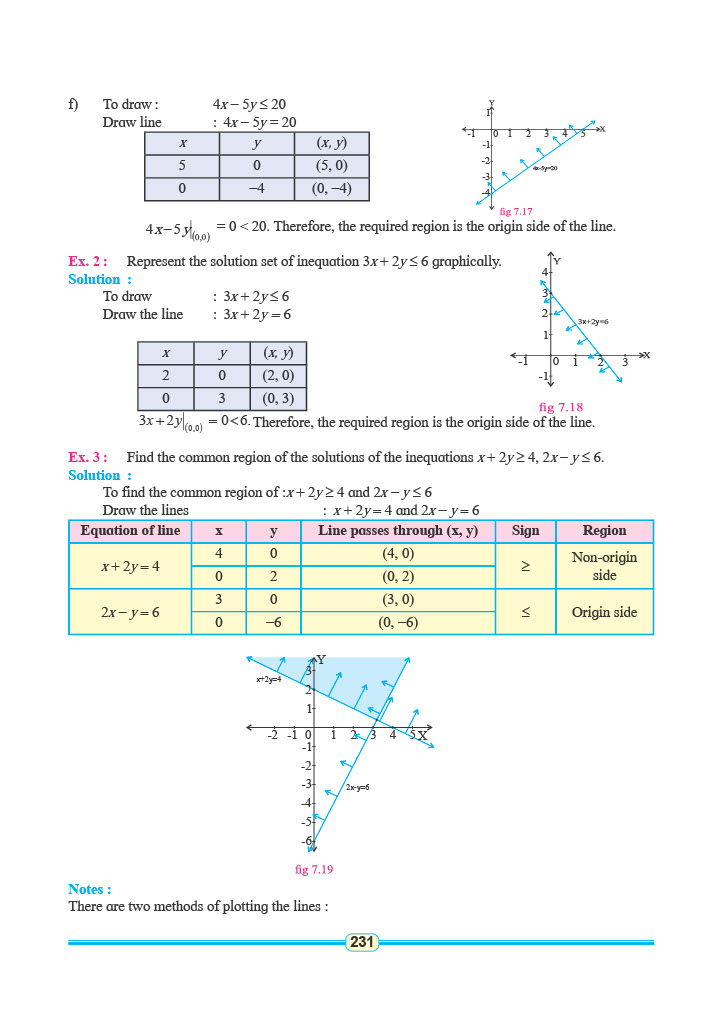 f) To draw : 4x – 5y ≤ 20
Draw line : 4x – 5y = 20
x y (x, y)
5 0 (5, 0)
0 –4 (0, –4)
Y
1
-1 0 1 2 3 4 5 X
-1
-2
-3
-4
4x-5y=20
fig 7.17
4x–5y|(0,0) = 0 < 20. Therefore, the required region is the origin side of the line.
Ex. 2 : Represent the solution set of inequation 3x + 2y ≤ 6 graphically.
Solution :
To draw : 3x + 2y ≤ 6
Draw the line : 3x + 2y = 6
x y (x, y)
2 0 (2, 0)
0 3 (0, 3)
Y
4
3
2
1
-1 0 1 2 3 X
-1
3x+2y=6
fig 7.18
3x+2y|(0,0) = 0<6. Therefore, the required region is the origin side of the line.
Ex. 3 : Find the common region of the solutions of the inequations x + 2y ≥ 4, 2x – y ≤ 6.
Solution :
To find the common region of :x + 2y ≥ 4 and 2x – y ≤ 6
Draw the lines : x + 2y = 4 and 2x – y = 6
Equation of line x y Line passes through (x, y) Sign Region
x + 2y = 4 4 0 (4, 0) ≥ Non-origin side
0 2 (0, 2)
2x – y = 6 3 0 (3, 0) ≤ Origin side
0 –6 (0, –6)
Y
x+2y=4
3
2
1
-2 -1 0 1 2 3 4 5 X
-1
-2
-3
2x-y=6
-4
-5
-6
fig 7.19
Notes :
There are two methods of plotting the lines :
231